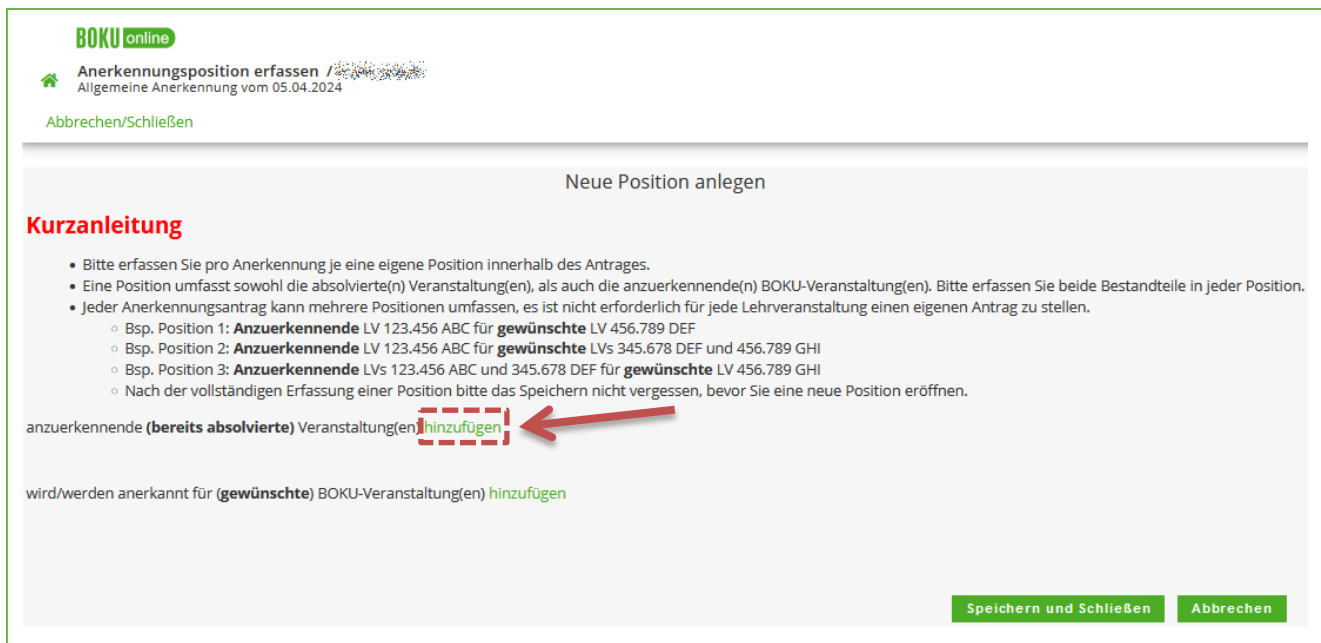 BOKU online
Anerkennungsposition erfassen /
Allgemeine Anerkennung vom 05.04.2024
Abbrechen/Schließen
Neue Position anlegen
Kurzanleitung
• Bitte erfassen Sie pro Anerkennung je eine eigene Position innerhalb des Antrages.
• Eine Position umfasst sowohl die absolvierte(n) Veranstaltung(en), als auch die anzuerkennende(n) BOKU-Veranstaltung(en). Bitte erfassen Sie beide Bestandteile in jeder Position.
• Jeder Anerkennungsantrag kann mehrere Positionen umfassen, es ist nicht erforderlich für jede Lehrveranstaltung einen eigenen Antrag zu stellen.
◦ Bsp. Position 1: Anzuerkennende LV 123.456 ABC für gewünschte LV 456.789 DEF
◦ Bsp. Position 2: Anzuerkennende LV 123.456 ABC für gewünschte LVs 345.678 DEF und 456.789 GHI
◦ Bsp. Position 3: Anzuerkennende LVs 123.456 ABC und 345.678 DEF für gewünschte LV 456.789 GHI
◦ Nach der vollständigen Erfassung einer Position bitte das Speichern nicht vergessen, bevor Sie eine neue Position eröffnen.
anzuerkennende (bereits absolvierte) Veranstaltung(en) hinzufügen
wird/werden anerkannt für (gewünschte) BOKU-Veranstaltung(en) hinzufügen
Speichern und Schließen Abbrechen